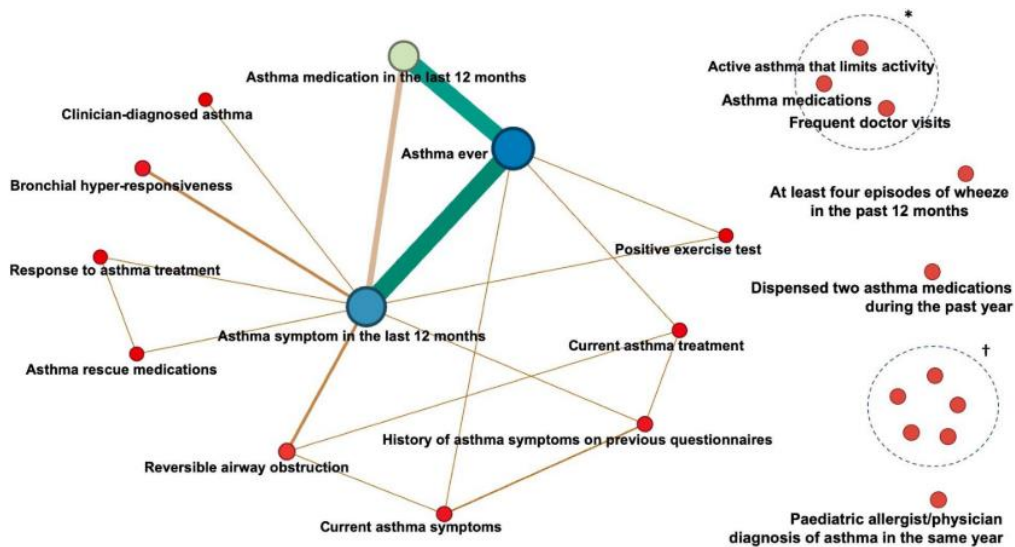 *
Asthma medication in the last 12 months
Active asthma that limits activity
Clinician-diagnosed asthma
Asthma medications
Frequent doctor visits
Asthma ever
Bronchial hyper-responsiveness
At least four episodes of wheeze
in the past 12 months
Positive exercise test
Response to asthma treatment
Dispensed two asthma medications
during the past year
Asthma symptom in the last 12 months
Current asthma treatment
†
Asthma rescue medications
History of asthma symptoms on previous questionnaires
Reversible airway obstruction
Current asthma symptoms
Paediatric allergist/physician
diagnosis of asthma in the same year